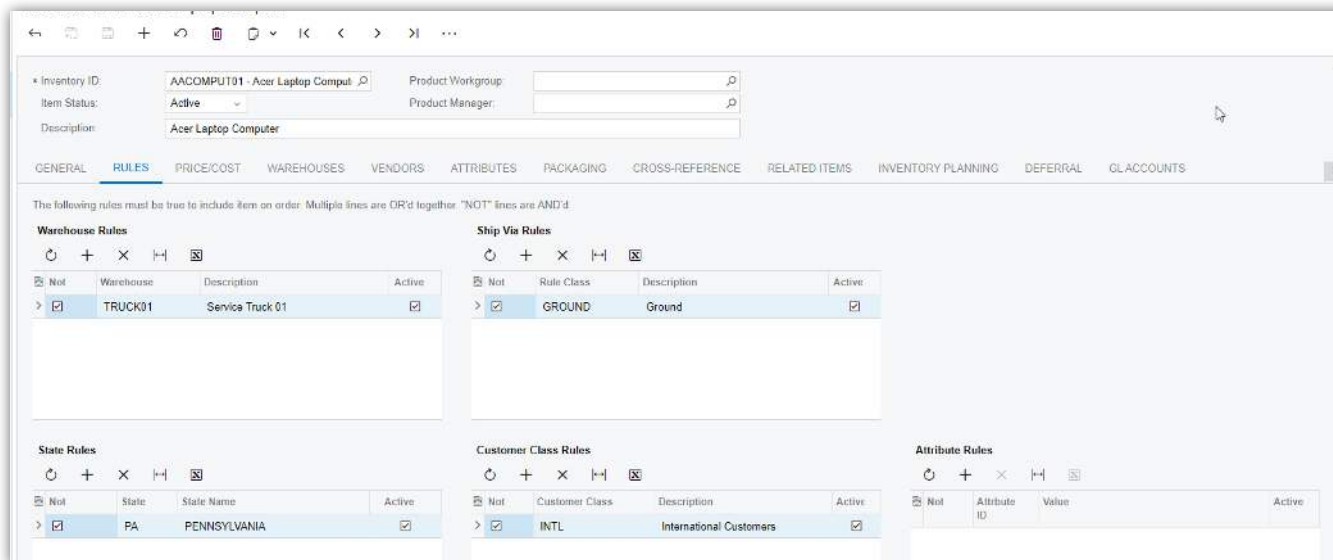 * Inventory ID: AACOMPUT01 - Acer Laptop Comput Product Workgroup:
Item Status: Active Product Manager:
Description: Acer Laptop Computer
GENERAL RULES PRICE/COST WAREHOUSES VENDORS ATTRIBUTES PACKAGING CROSS-REFERENCE RELATED ITEMS INVENTORY PLANNING DEFERRAL GL ACCOUNTS
The following rules must be true to include item on order. Multiple lines are OR'd together. "NOT" lines are AND'd
Warehouse Rules Ship Via Rules
Not Warehouse Description Active Not Rule Class Description Active
TRUCK01 Service Truck 01 GROUND Ground
State Rules Customer Class Rules Attribute Rules
Not State State Name Active Not Customer Class Description Active Not Attribute ID Value Active
PA PENNSYLVANIA INTL International Customers